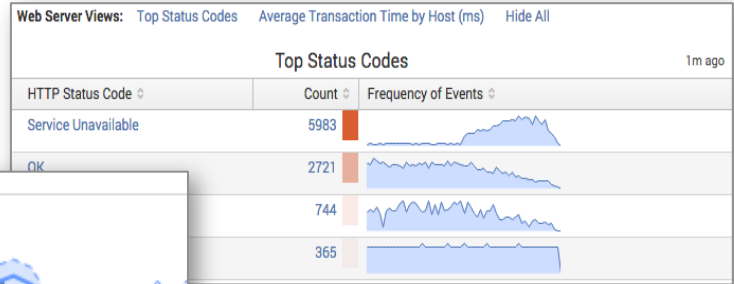 Web Server Views: Top Status Codes Average Transaction Time by Host (ms) Hide All
Top Status Codes 1m ago
HTTP Status Code Count Frequency of Events
Service Unavailable 5983
OK 2721
744
365